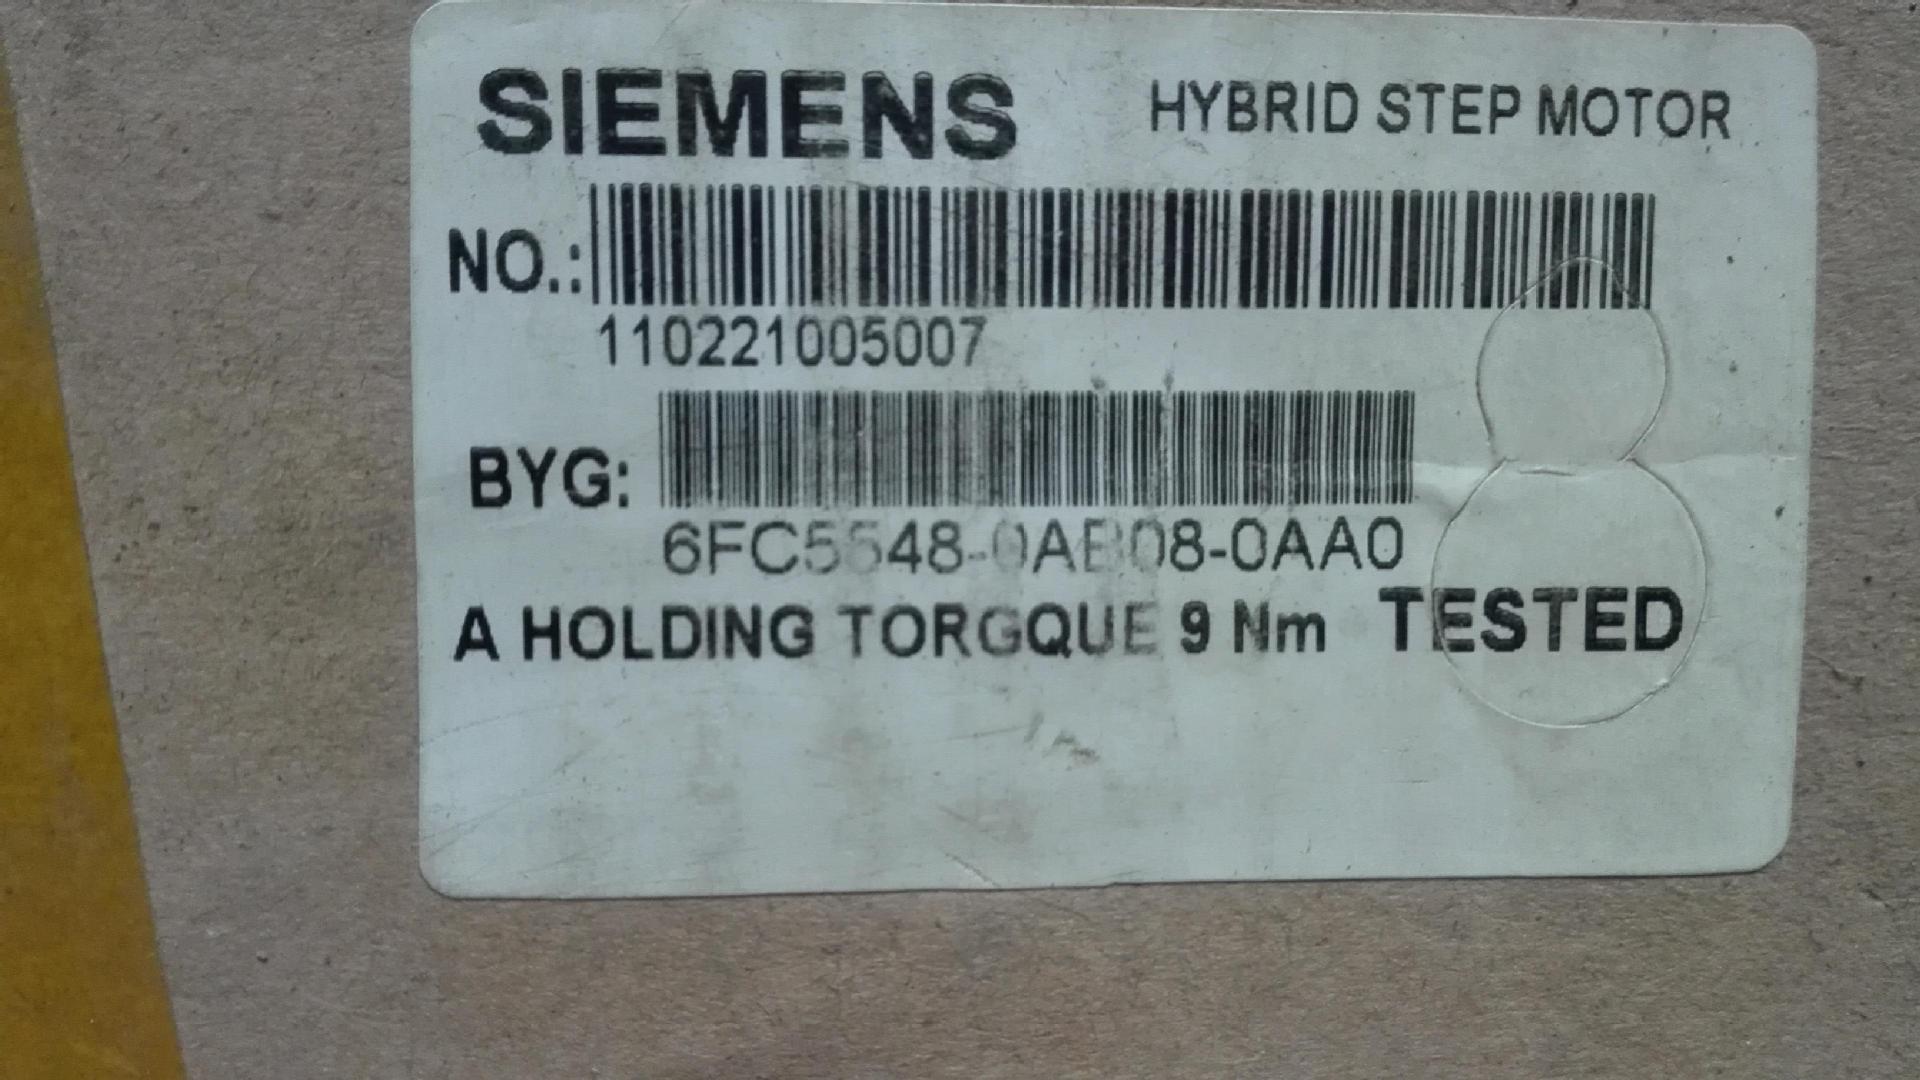 SIEMENS HYBRID STEP MOTOR
NO.:
110221005007
BYG:
6FC5548-0AB08-0AA0
A HOLDING TORGQUE 9 Nm TESTED